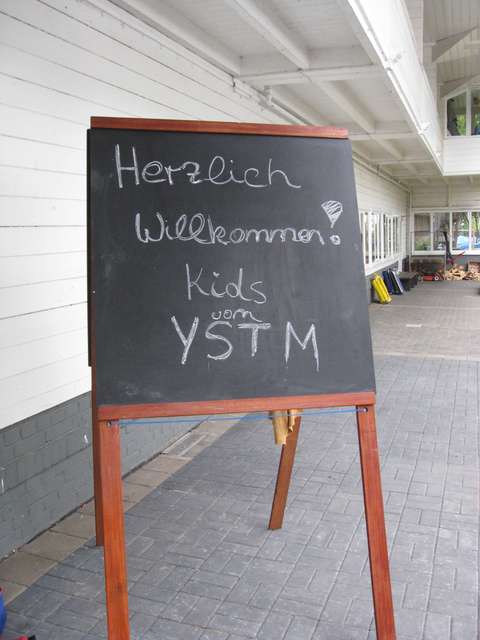 Herzlich
Willkommen!
Kids
vom
YSTM